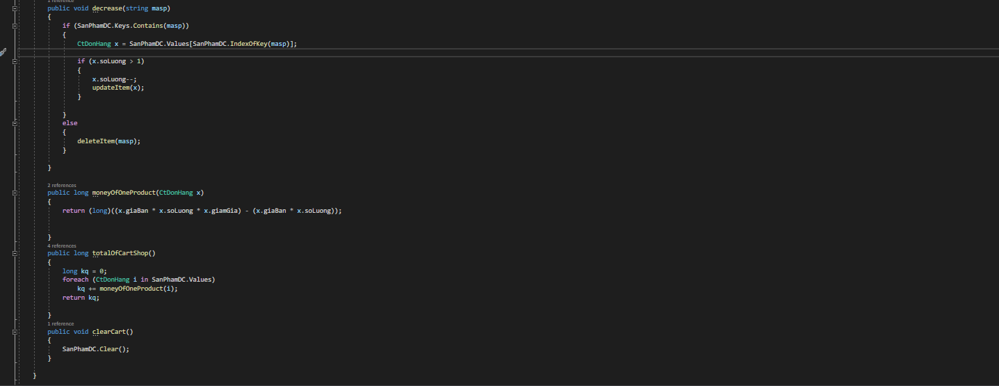 1 reference
public void decrease(string masp)
{
if (SanPhamDC.Keys.Contains(masp))
{
CtDonHang x = SanPhamDC.Values[SanPhamDC.IndexOfKey(masp)];
if (x.soLuong > 1)
{
x.soLuong--;
updateItem(x);
}
}
else
{
deleteItem(masp);
}
}
2 references
public long moneyOfOneProduct(CtDonHang x)
{
return (long)((x.giaBan * x.soLuong * x.giamGia) - (x.giaBan * x.soLuong));
}
4 references
public long totalOfCartShop()
{
long kq = 0;
foreach (CtDonHang i in SanPhamDC.Values)
kq += moneyOfOneProduct(i);
return kq;
}
1 reference
public void clearCart()
{
SanPhamDC.Clear();
}
}